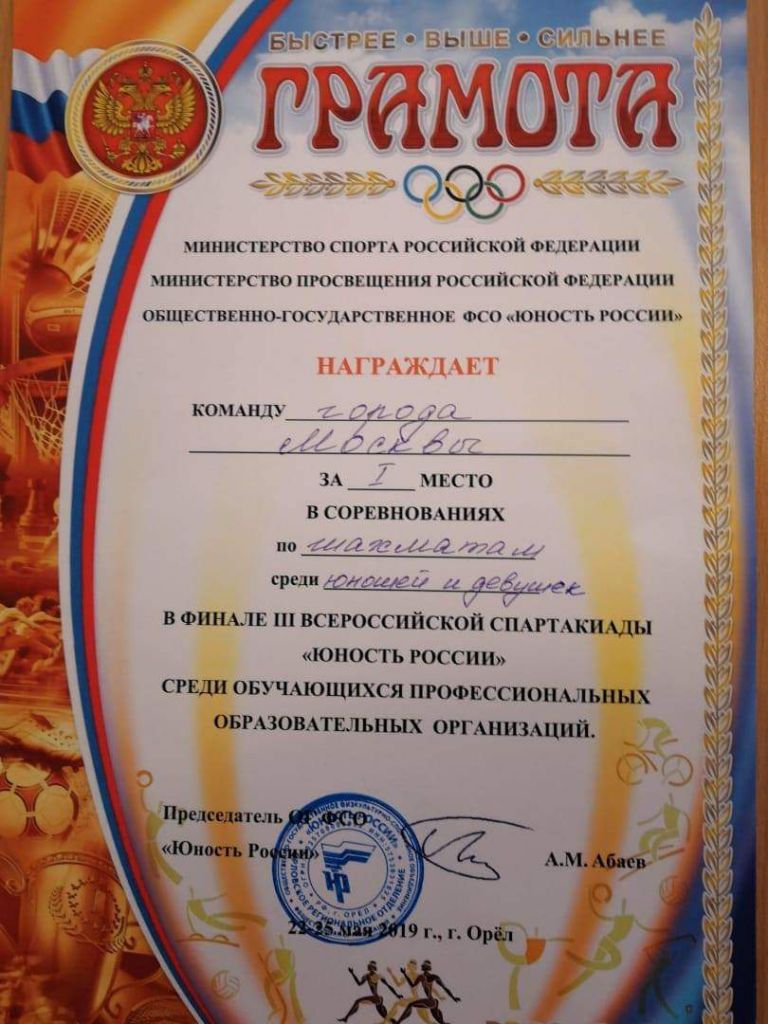 БЫСТРЕЕ • ВЫШЕ • СИЛЬНЕЕ
ГРАМОТА
МИНИСТЕРСТВО СПОРТА РОССИЙСКОЙ ФЕДЕРАЦИИ
МИНИСТЕРСТВО ПРОСВЕЩЕНИЯ РОССИЙСКОЙ ФЕДЕРАЦИИ
ОБЩЕСТВЕННО-ГОСУДАРСТВЕННОЕ ФСО «ЮНОСТЬ РОССИИ»
НАГРАЖДАЕТ
КОМАНДУ города
Москвы
ЗА I МЕСТО
В СОРЕВНОВАНИЯХ
по шахматам
среди юношей и девушек
В ФИНАЛЕ III ВСЕРОССИЙСКОЙ СПАРТАКИАДЫ
«ЮНОСТЬ РОССИИ»
СРЕДИ ОБУЧАЮЩИХСЯ ПРОФЕССИОНАЛЬНЫХ
ОБРАЗОВАТЕЛЬНЫХ ОРГАНИЗАЦИЙ.
Председатель ОГ ФСО
«Юность России»
А.М. Абаев
22-25 мая 2019 г., г. Орёл